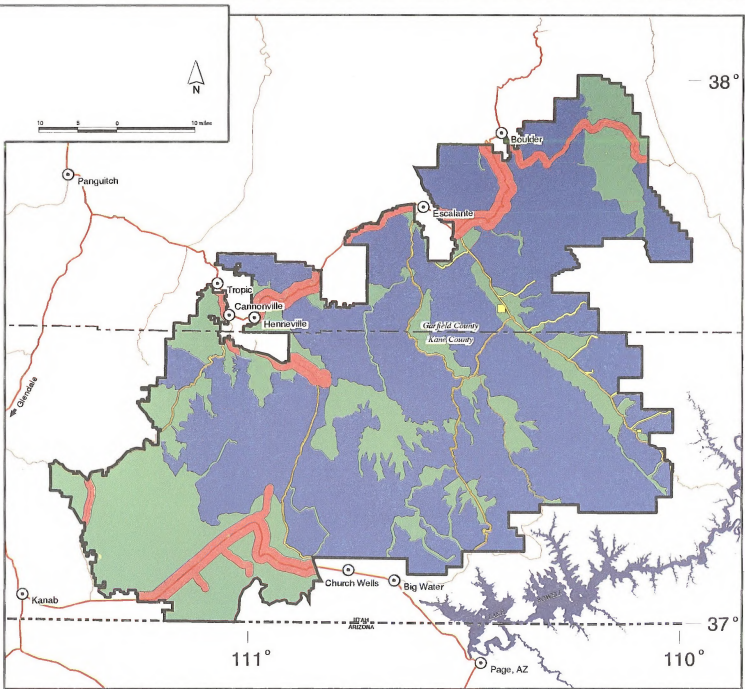 N
10 5 0 10 miles
38°
Boulder
Panguitch
Escalante
Tropic
Cannonville
Henneville
Garfield County
Kane County
Glendale
Church Wells
Big Water
Kanab
UTAH
ARIZONA
37°
111°
110°
Page, AZ